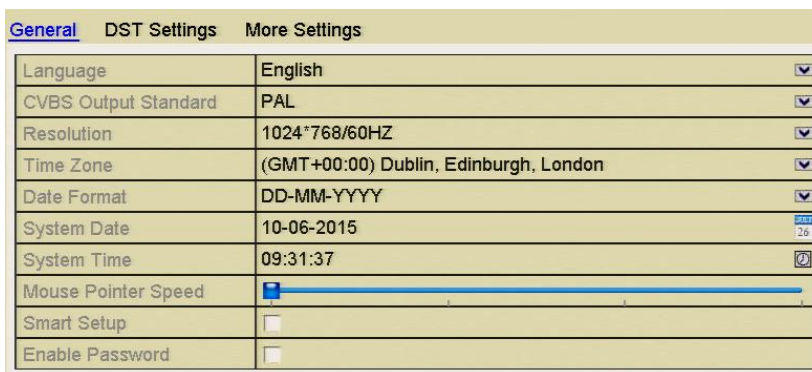 General DST Settings More Settings
Language English
CVBS Output Standard PAL
Resolution 1024*768/60HZ
Time Zone (GMT+00:00) Dublin, Edinburgh, London
Date Format DD-MM-YYYY
System Date 10-06-2015
26
System Time 09:31:37
Mouse Pointer Speed
Smart Setup
Enable Password